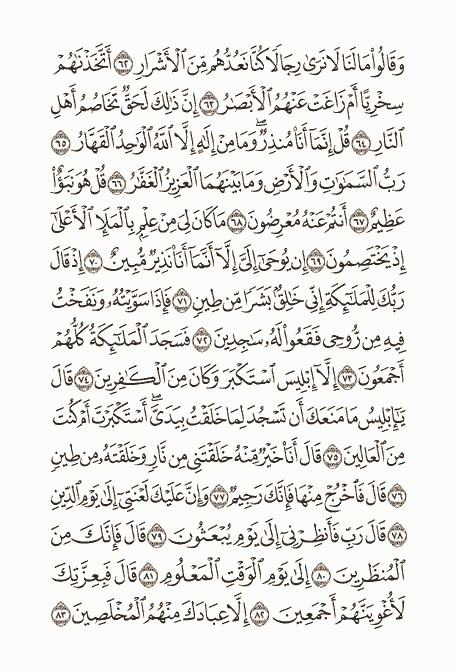 وَقَالُوا۟ مَالَنَا لَا نَرَىٰ رِجَالًا كُنَّا نَعُدُّهُم مِّنَ ٱلْأَشْرَارِ ٦٢ أَتَّخَذْنَٰهُمْ
سِخْرِيًّا أَمْ زَاغَتْ عَنْهُمُ ٱلْأَبْصَٰرُ ٦٣ إِنَّ ذَٰلِكَ لَحَقٌّ تَخَاصُمُ أَهْلِ
ٱلنَّارِ ٦٤ قُلْ إِنَّمَآ أَنَا۠ مُنذِرٌ ۖ وَمَا مِنْ إِلَٰهٍ إِلَّا ٱللَّهُ ٱلْوَٰحِدُ ٱلْقَهَّارُ ٦٥
رَبُّ ٱلسَّمَٰوَٰتِ وَٱلْأَرْضِ وَمَا بَيْنَهُمَا ٱلْعَزِيزُ ٱلْغَفَّٰرُ ٦٦ قُلْ هُوَ نَبَؤٌا۟
عَظِيمٌ ٦٧ أَنتُمْ عَنْهُ مُعْرِضُونَ ٦٨ مَا كَانَ لِىَ مِنْ عِلْمٍۭ بِٱلْمَلَإِ ٱلْأَعْلَىٰٓ
إِذْ يَخْتَصِمُونَ ٦٩ إِن يُوحَىٰٓ إِلَىَّ إِلَّآ أَنَّمَآ أَنَا۠ نَذِيرٌ مُّبِينٌ ٧٠ إِذْ قَالَ
رَبُّكَ لِلْمَلَٰٓئِكَةِ إِنِّى خَٰلِقٌۢ بَشَرًا مِّن طِينٍ ٧١ فَإِذَا سَوَّيْتُهُۥ وَنَفَخْتُ
فِيهِ مِن رُّوحِى فَقَعُوا۟ لَهُۥ سَٰجِدِينَ ٧٢ فَسَجَدَ ٱلْمَلَٰٓئِكَةُ كُلُّهُمْ
أَجْمَعُونَ ٧٣ إِلَّآ إِبْلِيسَ ٱسْتَكْبَرَ وَكَانَ مِنَ ٱلْكَٰفِرِينَ ٧٤ قَالَ
يَٰٓإِبْلِيسُ مَا مَنَعَكَ أَن تَسْجُدَ لِمَا خَلَقْتُ بِيَدَىَّ ۖ أَسْتَكْبَرْتَ أَمْ كُنتَ
مِنَ ٱلْعَالِينَ ٧٥ قَالَ أَنَا۠ خَيْرٌ مِّنْهُ خَلَقْتَنِى مِن نَّارٍ وَخَلَقْتَهُۥ مِن طِينٍ
٧٦ قَالَ فَٱخْرُجْ مِنْهَا فَإِنَّكَ رَجِيمٌ ٧٧ وَإِنَّ عَلَيْكَ لَعْنَتِىٓ إِلَىٰ يَوْمِ ٱلدِّينِ
٧٨ قَالَ رَبِّ فَأَنظِرْنِىٓ إِلَىٰ يَوْمِ يُبْعَثُونَ ٧٩ قَالَ فَإِنَّكَ مِنَ
ٱلْمُنظَرِينَ ٨٠ إِلَىٰ يَوْمِ ٱلْوَقْتِ ٱلْمَعْلُومِ ٨١ قَالَ فَبِعِزَّتِكَ
لَأُغْوِيَنَّهُمْ أَجْمَعِينَ ٨٢ إِلَّا عِبَادَكَ مِنْهُمُ ٱلْمُخْلَصِينَ ٨٣